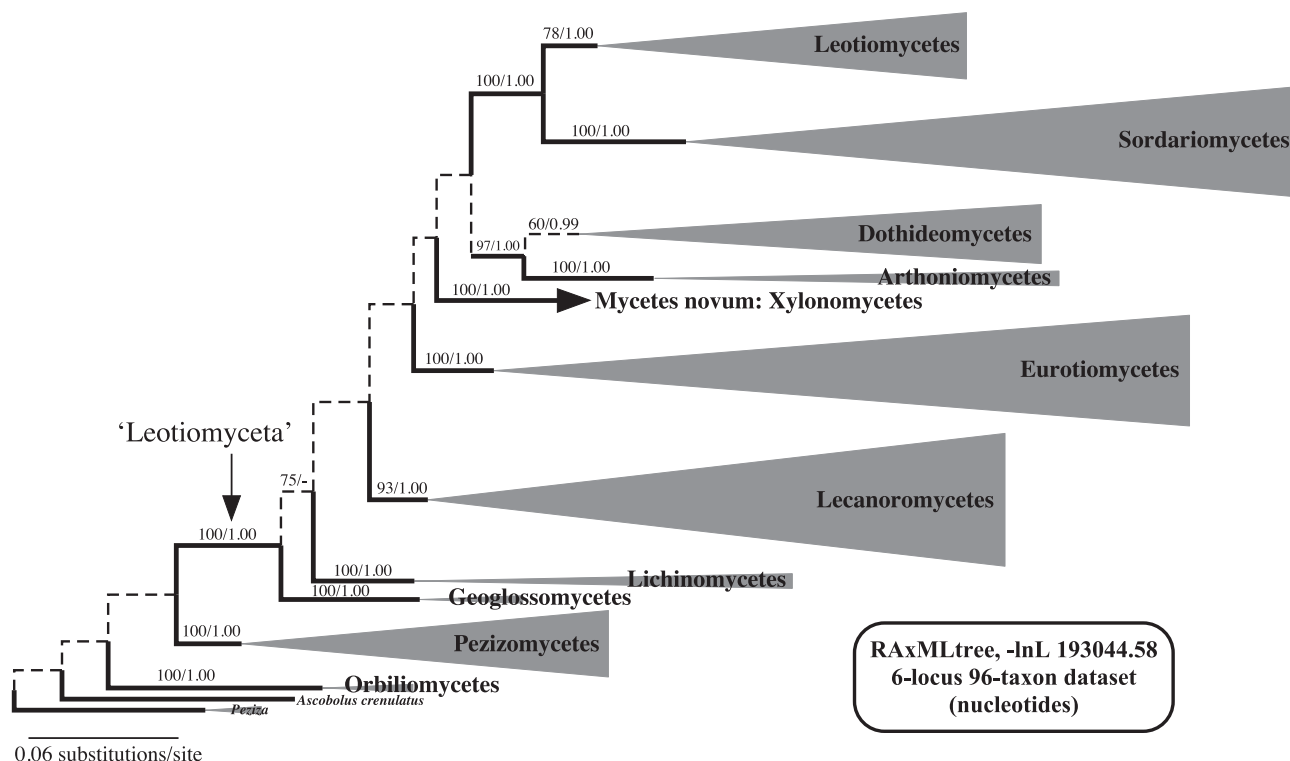 78/1.00
Leotiomycetes
100/1.00
100/1.00
Sordariomycetes
60/0.99
Dothideomycetes
97/1.00
100/1.00
Arthoniomycetes
100/1.00
Mycetes novum: Xylonomycetes
100/1.00
Eurotiomycetes
‘Leotiomyceta’
75/-
93/1.00
Lecanoromycetes
100/1.00
100/1.00
Lichinomycetes
100/1.00
Geoglossomycetes
100/1.00
Pezizomycetes
100/1.00
Orbiliomycetes
Ascobolus crenulatus
Peziza
RAxMLtree, -lnL 193044.58
6-locus 96-taxon dataset
(nucleotides)
0.06 substitutions/site